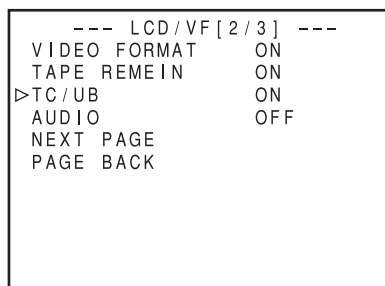 --- LCD/VF[2/3] ---
VIDEO FORMAT ON
TAPE REMEIN ON
▷TC/UB ON
AUDIO OFF
NEXT PAGE
PAGE BACK